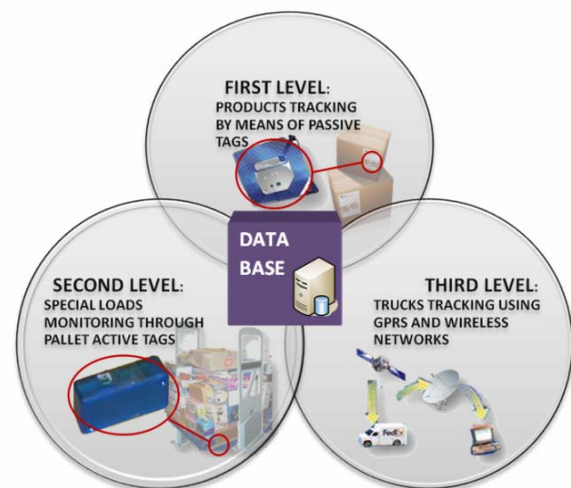 FIRST LEVEL:
PRODUCTS TRACKING
BY MEANS OF PASSIVE
TAGS
DATA
BASE
SECOND LEVEL:
SPECIAL LOADS
MONITORING THROUGH
PALLET ACTIVE TAGS
THIRD LEVEL:
TRUCKS TRACKING USING
GPRS AND WIRELESS
NETWORKS
FedEx